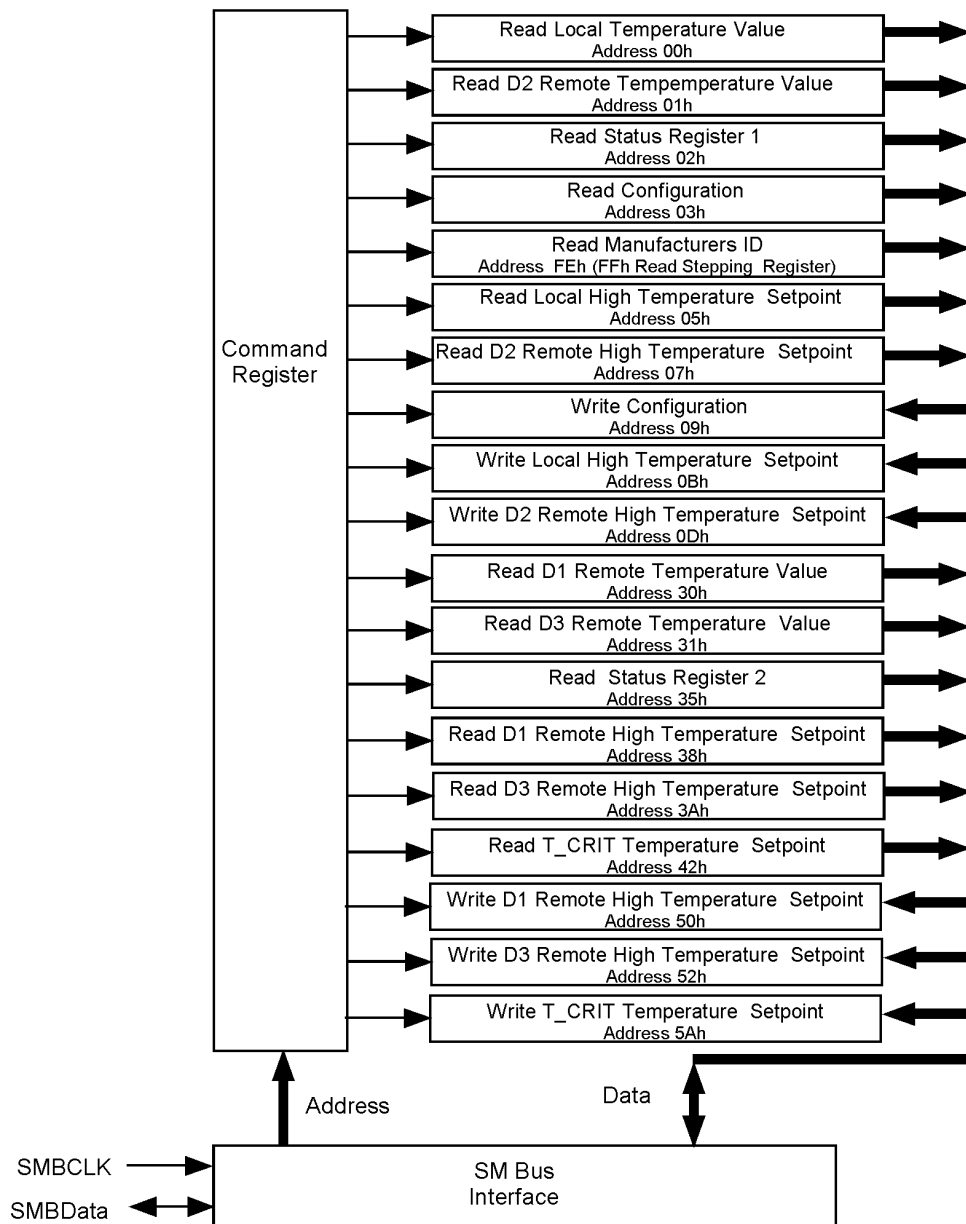 Read Local Temperature Value
Address 00h
Read D2 Remote Tempemperature Value
Address 01h
Read Status Register 1
Address 02h
Read Configuration
Address 03h
Read Manufacturers ID
Address FEh (FFh Read Stepping Register)
Read Local High Temperature Setpoint
Address 05h
Command
Register
Read D2 Remote High Temperature Setpoint
Address 07h
Write Configuration
Address 09h
Write Local High Temperature Setpoint
Address 0Bh
Write D2 Remote High Temperature Setpoint
Address 0Dh
Read D1 Remote Temperature Value
Address 30h
Read D3 Remote Temperature Value
Address 31h
Read Status Register 2
Address 35h
Read D1 Remote High Temperature Setpoint
Address 38h
Read D3 Remote High Temperature Setpoint
Address 3Ah
Read T_CRIT Temperature Setpoint
Address 42h
Write D1 Remote High Temperature Setpoint
Address 50h
Write D3 Remote High Temperature Setpoint
Address 52h
Write T_CRIT Temperature Setpoint
Address 5Ah
Address
Data
SMBCLK
SMBData
SM Bus
Interface